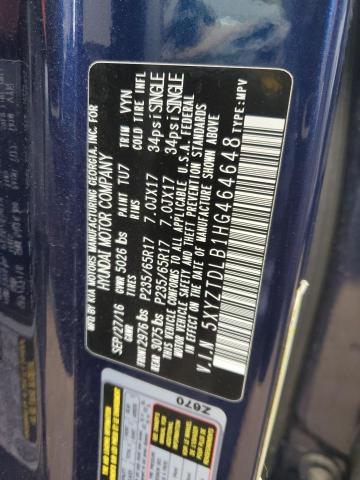 MFD BY KIA MOTORS MANUFACTURING GEORGIA, INC. FOR
HYUNDAI MOTOR COMPANY
SEP/27/16 PAINT TU7 TRIM VYN
GVWR 5026 lbs
GAWR TIRES RIMS COLD TIRE INFL
FRONT 2976 lbs P235/65R17 7.0JX17 34psi SINGLE
REAR 3075 lbs P235/65R17 7.0JX17 34psi SINGLE
THIS VEHICLE CONFORMS TO ALL APPLICABLE U.S.A. FEDERAL
MOTOR VEHICLE SAFETY, BUMPER AND THEFT PREVENTION
STANDARDS IN EFFECT ON THE DATE OF MANUFACTURE SHOWN ABOVE
V.I.N 5XYZTDLB1HG464648 TYPE:MPV
Z670